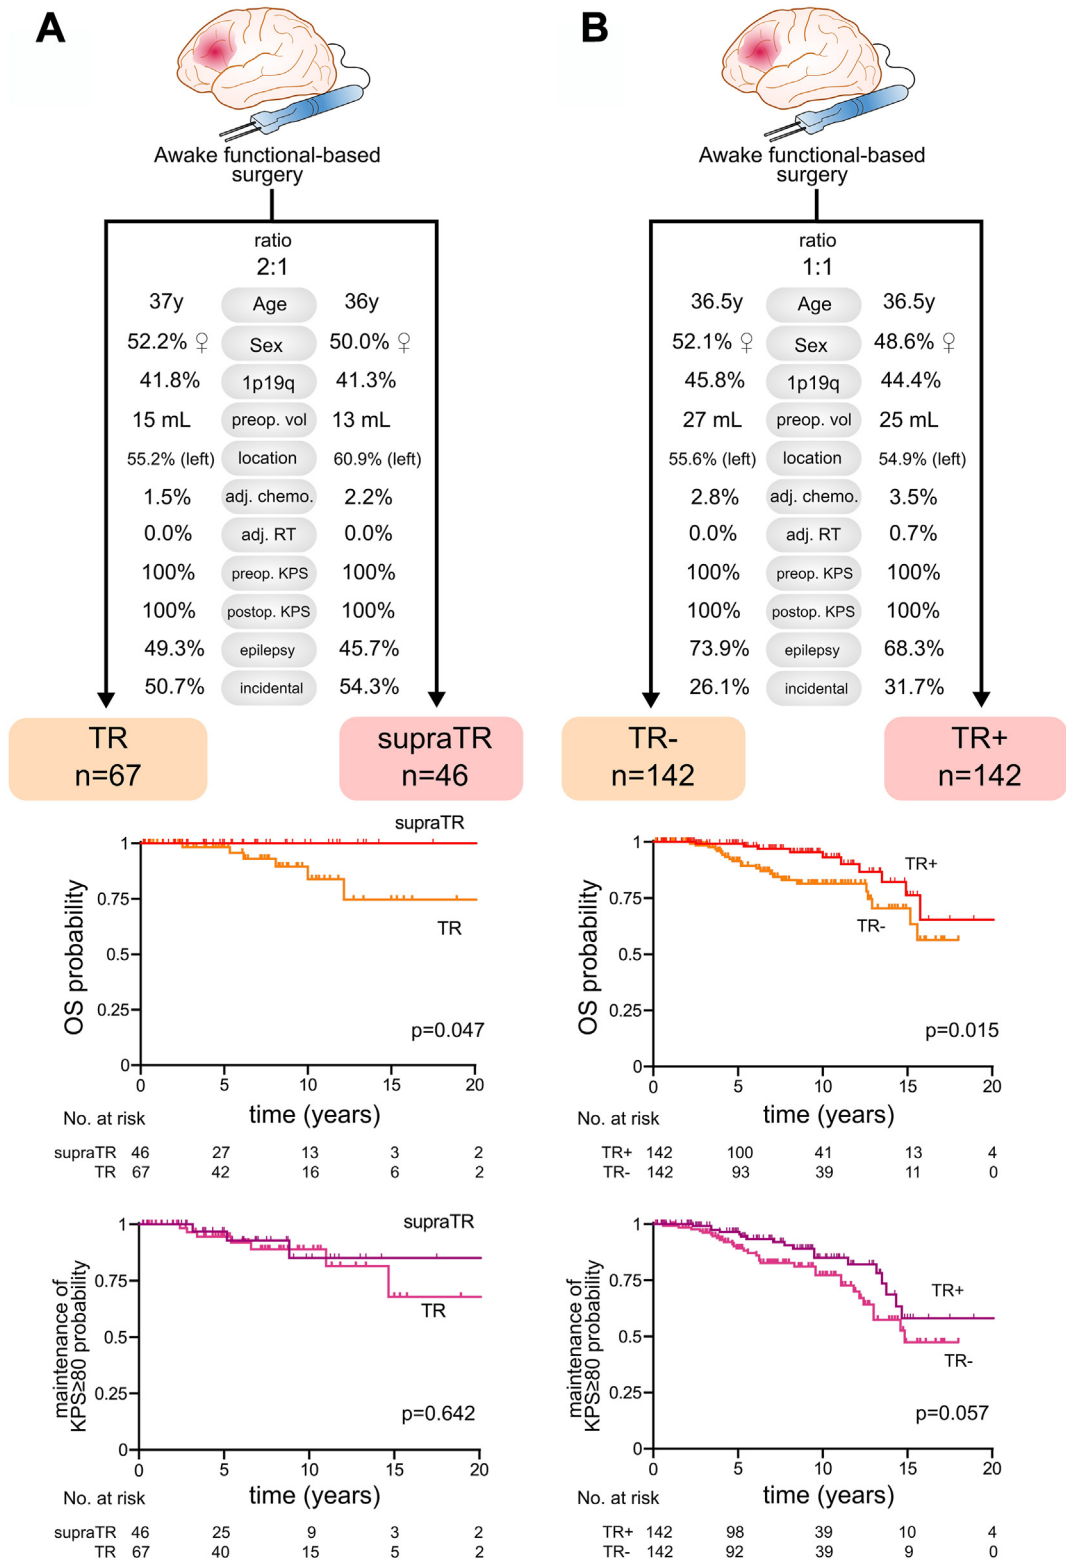 A
Awake functional-based
surgery
ratio
2:1
37y Age 36y
52.2% ♀ Sex 50.0% ♀
41.8% 1p19q 41.3%
15 mL preop. vol 13 mL
55.2% (left) location 60.9% (left)
1.5% adj. chemo. 2.2%
0.0% adj. RT 0.0%
100% preop. KPS 100%
100% postop. KPS 100%
49.3% epilepsy 45.7%
50.7% incidental 54.3%
TR
n=67
supraTR
n=46
supraTR
TR
OS probability
1
0.75
0.5
0.25
0
p=0.047
0 5 10 15 20
time (years)
No. at risk
supraTR 46 27 13 3 2
TR 67 42 16 6 2
supraTR
TR
maintenance of
KPS≥80 probability
1
0.75
0.5
0.25
0
p=0.642
0 5 10 15 20
time (years)
No. at risk
supraTR 46 25 9 3 2
TR 67 40 15 5 2
B
Awake functional-based
surgery
ratio
1:1
36.5y Age 36.5y
52.1% ♀ Sex 48.6% ♀
45.8% 1p19q 44.4%
27 mL preop. vol 25 mL
55.6% (left) location 54.9% (left)
2.8% adj. chemo. 3.5%
0.0% adj. RT 0.7%
100% preop. KPS 100%
100% postop. KPS 100%
73.9% epilepsy 68.3%
26.1% incidental 31.7%
TR-
n=142
TR+
n=142
TR+
TR-
OS probability
1
0.75
0.5
0.25
0
p=0.015
0 5 10 15 20
time (years)
No. at risk
TR+ 142 100 41 13 4
TR- 142 93 39 11 0
TR+
TR-
maintenance of
KPS≥80 probability
1
0.75
0.5
0.25
0
p=0.057
0 5 10 15 20
time (years)
No. at risk
TR+ 142 98 39 10 4
TR- 142 92 39 9 0